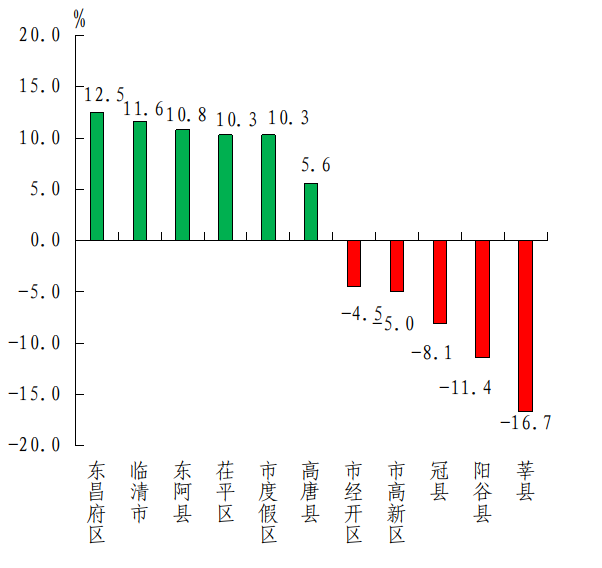 %
20.0
15.0
10.0
5.0
0.0
-5.0
-10.0
-15.0
-20.0
12.5
11.6
10.8
10.3
10.3
5.6
-4.5
-5.0
-8.1
-11.4
-16.7
东昌府区
临清市
东阿县
茌平区
市度假区
高唐县
市经开区
市高新区
冠县
阳谷县
莘县